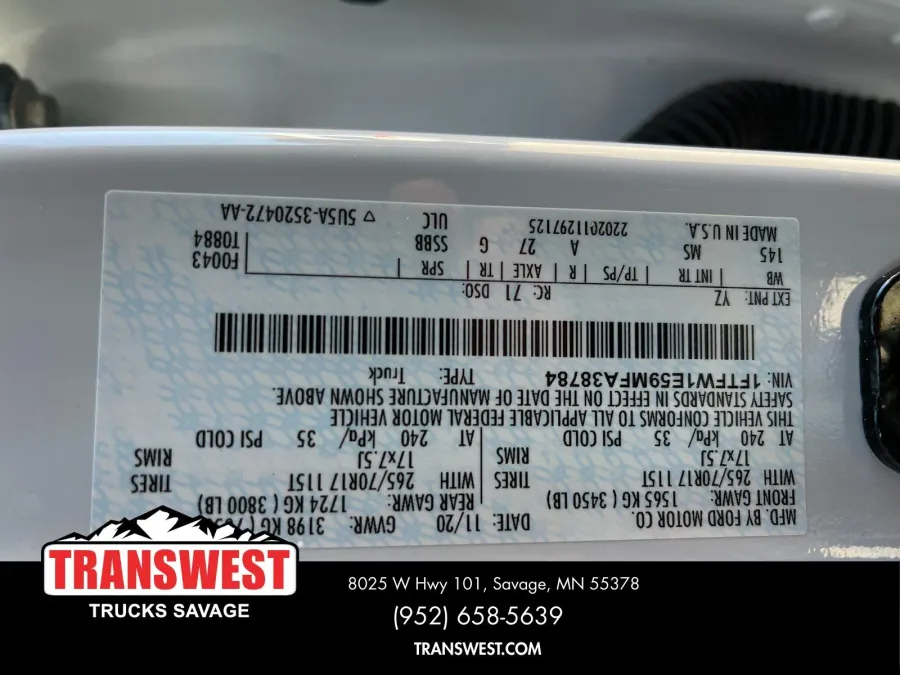 MFD. BY FORD MOTOR CO.
DATE: 11/20 GVWR: 3198 KG
FRONT GAWR: 1565 KG ( 3450 LB) REAR GAWR: 1724 KG ( 3800 LB)
WITH 265/70R17 115T TIRES WITH 265/70R17 115T TIRES
17x7.5J RIMS 17x7.5J RIMS
AT 240 kPa/ 35 PSI COLD AT 240 kPa/ 35 PSI COLD
THIS VEHICLE CONFORMS TO ALL APPLICABLE FEDERAL MOTOR VEHICLE
SAFETY STANDARDS IN EFFECT ON THE DATE OF MANUFACTURE SHOWN ABOVE.
VIN: 1FTFW1E59MFA38784 TYPE: Truck
EXT PNT: YZ RC: 71 DSO:
WB INT TR TP/PS R AXLE TR SPR F0043
145 MS A 27 G SSBB T0884
MADE IN U.S.A. 2202011297125 ULC ▽ 5U5A-3520472-AA
TRANSWEST
TRUCKS SAVAGE
8025 W Hwy 101, Savage, MN 55378
(952) 658-5639
TRANSWEST.COM